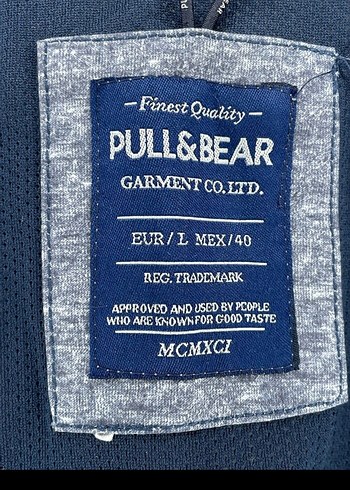 Finest Quality
PULL&BEAR
GARMENT CO. LTD.
EUR/L MEX/40
REG. TRADEMARK
APPROVED AND USED BY PEOPLE
WHO ARE KNOWN FOR GOOD TASTE
MCMXCI